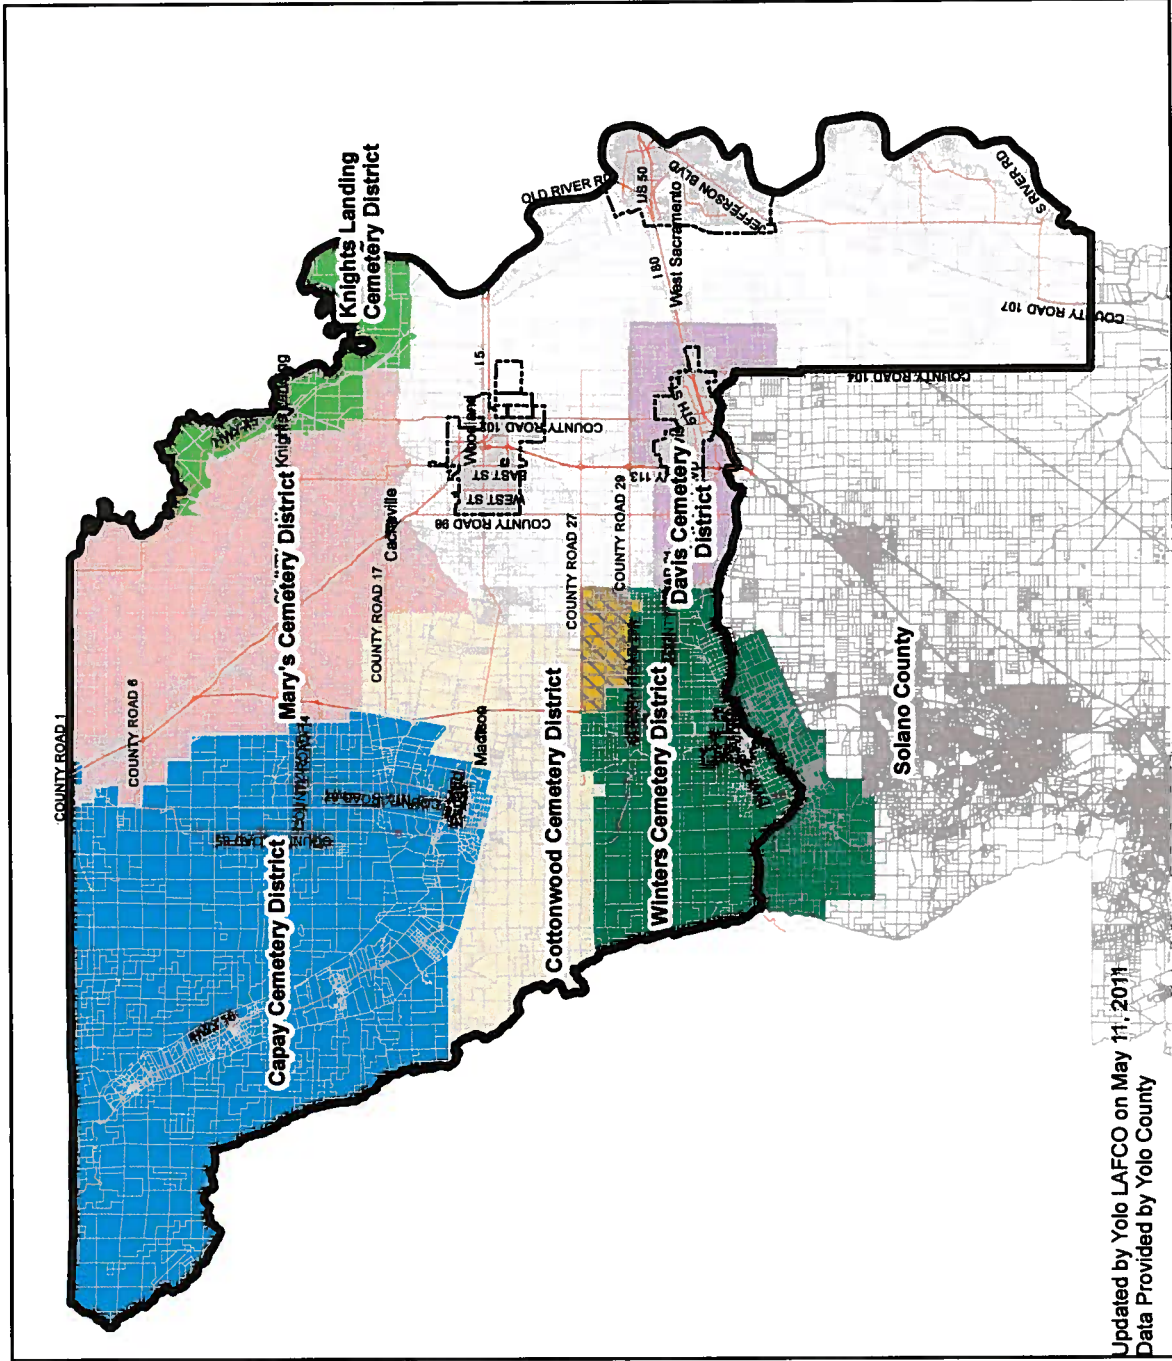 COUNTY ROAD 1
COUNTY ROAD 6
Capay Cemetery District
Mary's Cemetery District
Knights Landing
Cemetery District
COUNTY ROAD 17
Cacheville
Madison
Woodland
I 5
EAST ST
WEST ST
COUNTY ROAD 98
COUNTY ROAD 102
OLD RIVER RD
Cottonwood Cemetery District
COUNTY ROAD 27
COUNTY ROAD 29
Winters Cemetery District
Davis Cemetery
District
I 80
US 50
West Sacramento
JEFFERSON BLVD
S RIVER RD
COUNTY ROAD 104
COUNTY ROAD 107
Solano County
Updated by Yolo LAFCO on May 11, 2011
Data Provided by Yolo County